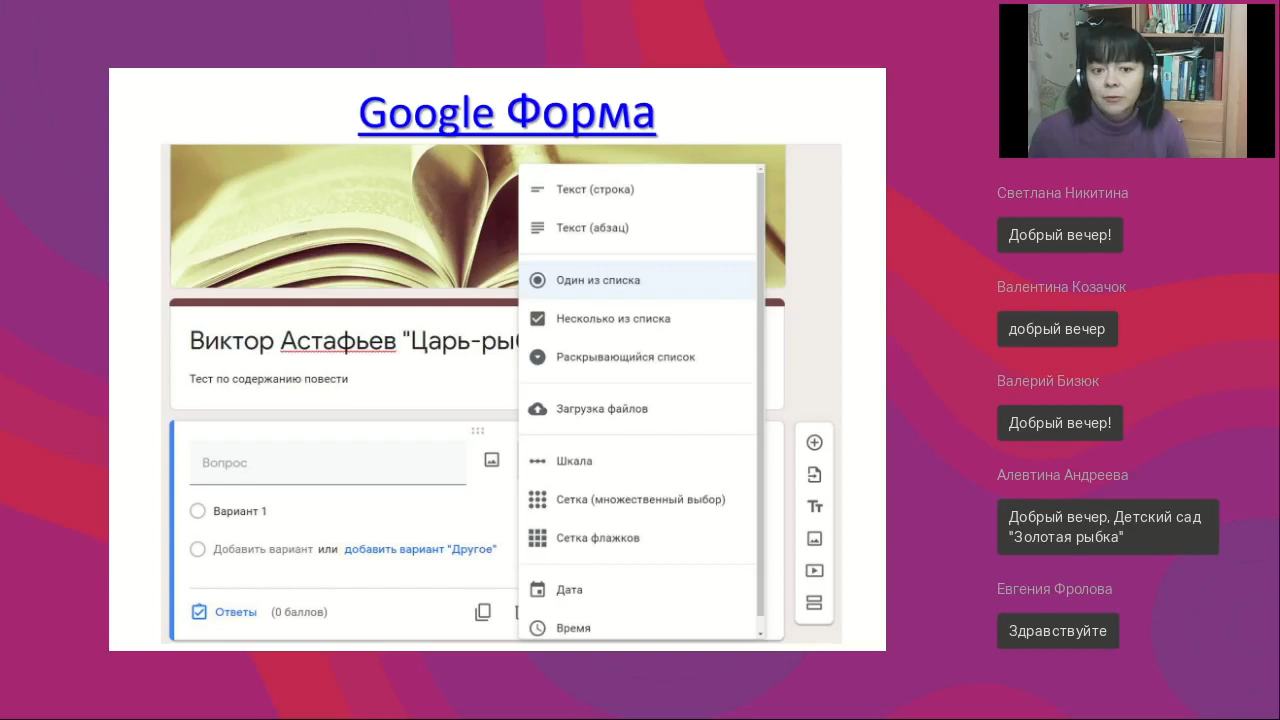 Google Форма
Текст (строка)
Текст (абзац)
Один из списка
Несколько из списка
Раскрывающийся список
Загрузка файлов
Шкала
Сетка (множественный выбор)
Сетка флажков
Дата
Время
Виктор Астафьев "Царь-ры
Тест по содержанию повести
Вопрос
Вариант 1
Добавить вариант или добавить вариант "Другое"
Ответы (0 баллов)
Тт
Светлана Никитина
Добрый вечер!
Валентина Козачок
добрый вечер
Валерий Бизюк
Добрый вечер!
Алевтина Андреева
Добрый вечер, Детский сад
"Золотая рыбка"
Евгения Фролова
Здравствуйте